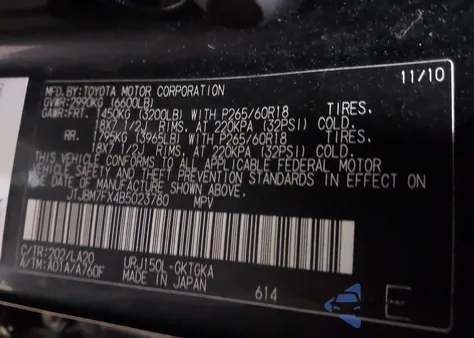 11/10
MFD.BY:TOYOTA MOTOR CORPORATION
GVWR:2990KG (6600LB)
GAWR:FRT. 1450KG (3200LB) WITH P265/60R18 TIRES,
18X7 1/2J RIMS, AT 220KPA (32PSI) COLD.
RR. 1795KG (3965LB) WITH P265/60R18 TIRES,
18X7 1/2J RIMS, AT 220KPA (32PSI) COLD.
THIS VEHICLE CONFORMS TO ALL APPLICABLE FEDERAL MOTOR
VEHICLE SAFETY AND THEFT PREVENTION STANDARDS IN EFFECT ON
THE DATE OF MANUFACTURE SHOWN ABOVE.
JTJBM7FX4B5023780 MPV
C/TR:202/LA20 URJ150L-GKTGKA
A/TM:A01A/A760F MADE IN JAPAN 614